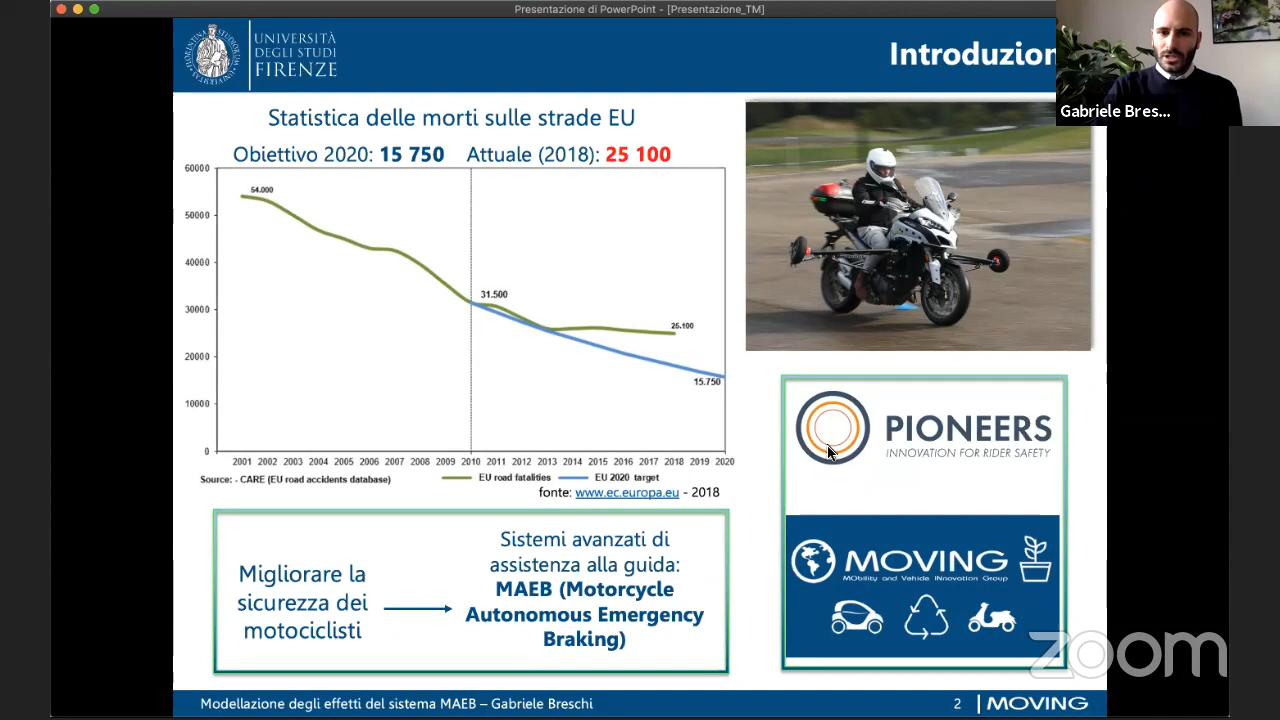 Presentazione di PowerPoint - [Presentazione_TM]
UNIVERSITÀ
DEGLI STUDI
FIRENZE
Introduzion
Gabriele Bres...
Statistica delle morti sulle strade EU
Obiettivo 2020: 15 750 Attuale (2018): 25 100
60000
50000
40000
30000
20000
10000
0
54.000
31.500
25.100
15.750
2001 2002 2003 2004 2005 2006 2007 2008 2009 2010 2011 2012 2013 2014 2015 2016 2017 2018 2019 2020
Source: - CARE (EU road accidents database)
EU road fatalities
EU 2020 target
fonte: www.ec.europa.eu - 2018
Migliorare la
sicurezza dei
motociclisti
Sistemi avanzati di
assistenza alla guida:
MAEB (Motorcycle
Autonomous Emergency
Braking)
PIONEERS
INNOVATION FOR RIDER SAFETY
MOVING
MObility and Vehicle INnovation Group
zoom
Modellazione degli effetti del sistema MAEB – Gabriele Breschi
2
MOVING